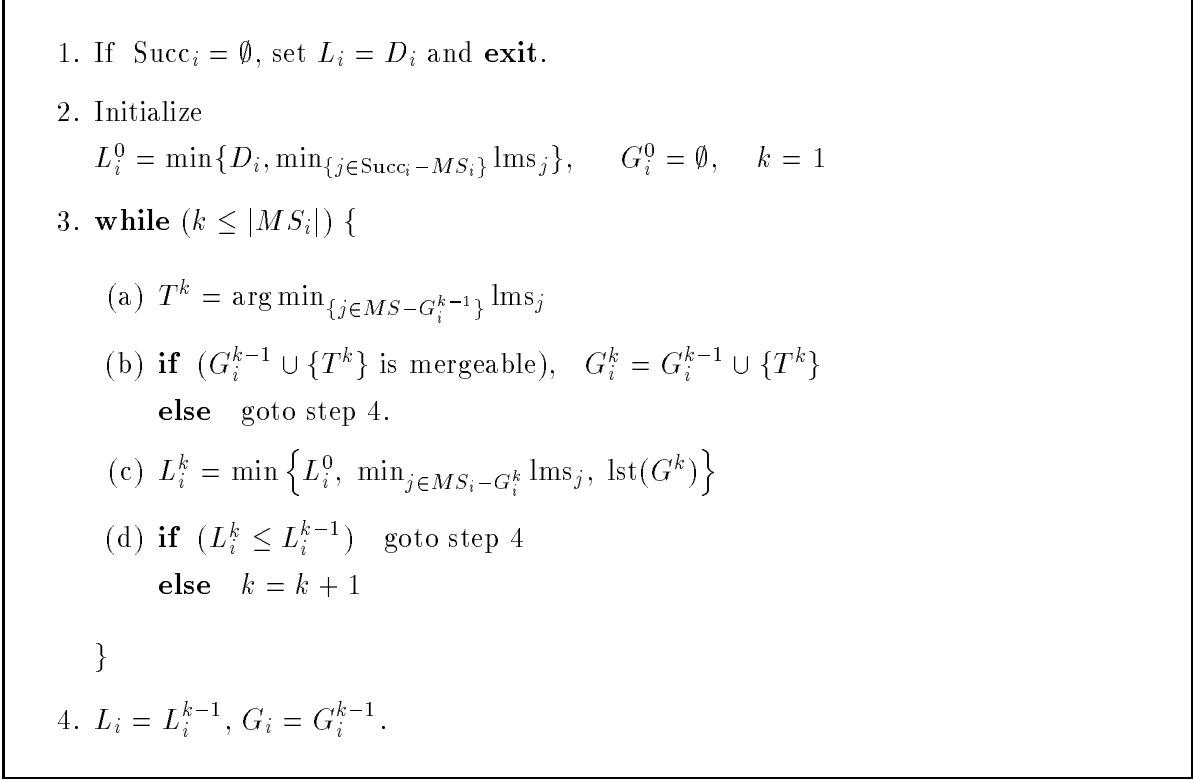 1. If Succ_i = ∅, set L_i = D_i and exit.
2. Initialize
L_i^0 = min{D_i, min_{j∈Succ_i−MS_i} lms_j}, G_i^0 = ∅, k = 1
3. while (k ≤ |MS_i|) {
(a) T^k = arg min_{j∈MS−G_i^{k−1}} lms_j
(b) if (G_i^{k−1} ∪ {T^k} is mergeable), G_i^k = G_i^{k−1} ∪ {T^k}
else goto step 4.
(c) L_i^k = min {L_i^0, min_{j∈MS_i−G_i^k} lms_j, lst(G^k)}
(d) if (L_i^k ≤ L_i^{k−1}) goto step 4
else k = k + 1
}
4. L_i = L_i^{k−1}, G_i = G_i^{k−1}.